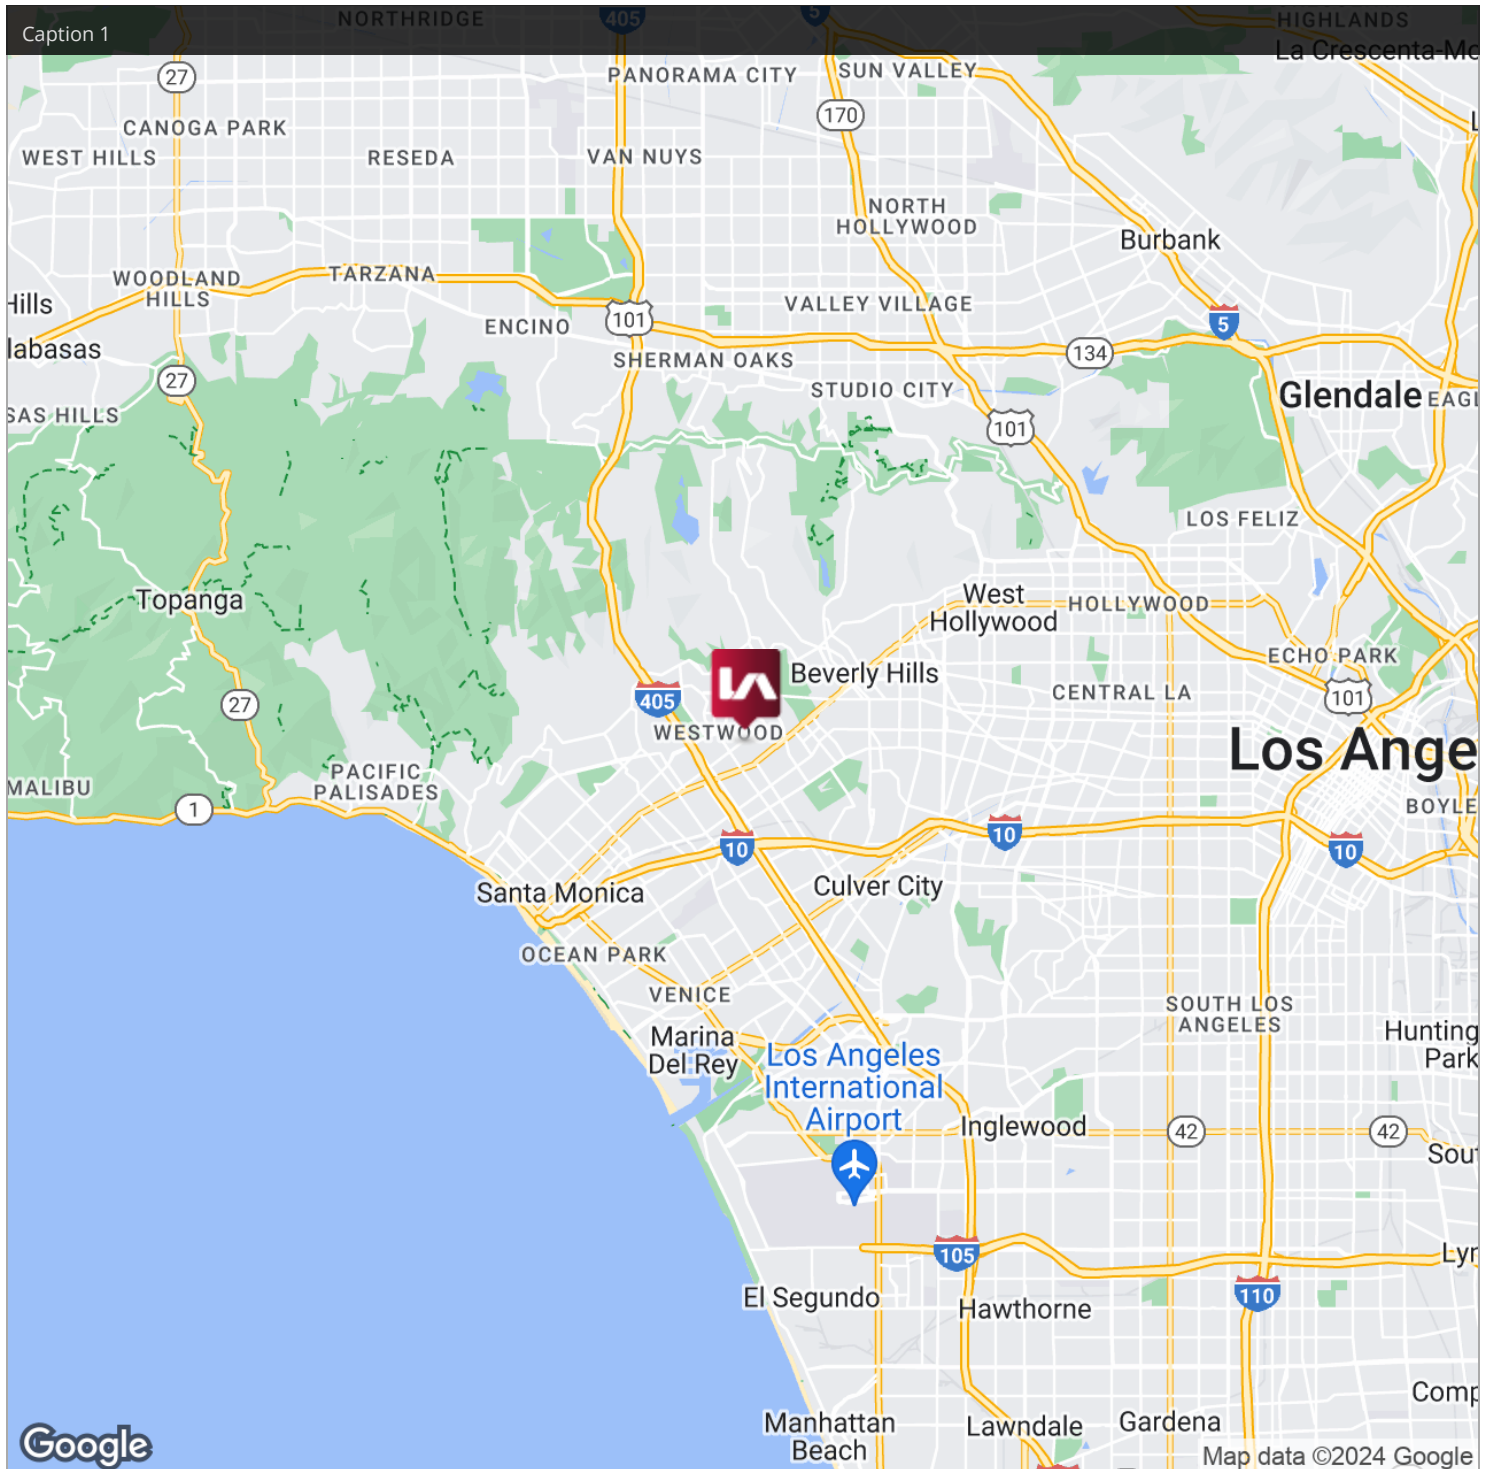 NORTHRIDGE
405
5
HIGHLANDS
Caption 1
La Crescenta-Mo
27
PANORAMA CITY
SUN VALLEY
170
CANOGA PARK
WEST HILLS
RESEDA
VAN NUYS
NORTH
HOLLYWOOD
Burbank
WOODLAND
HILLS
TARZANA
Hills
VALLEY VILLAGE
ENCINO
101
5
labasas
SHERMAN OAKS
134
27
STUDIO CITY
Glendale
EAGL
SAS HILLS
101
LOS FELIZ
Topanga
West
Hollywood
HOLLYWOOD
ECHO PARK
Beverly Hills
LA
405
CENTRAL LA
101
27
WESTWOOD
Los Ange
PACIFIC
PALISADES
MALIBU
1
BOYLE
10
10
10
Santa Monica
Culver City
OCEAN PARK
VENICE
SOUTH LOS
ANGELES
Marina
Del Rey
Hunting
Park
Los Angeles
International
Airport
Inglewood
42
42
Sout
105
Lyn
El Segundo
Hawthorne
110
Comp
Manhattan
Beach
Lawndale
Gardena
Google
Map data ©2024 Google